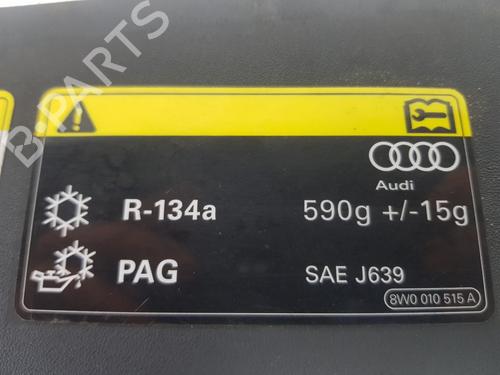 B PARTS
Audi
R-134a 590g +/-15g
PAG SAE J639
8W0 010 515 A